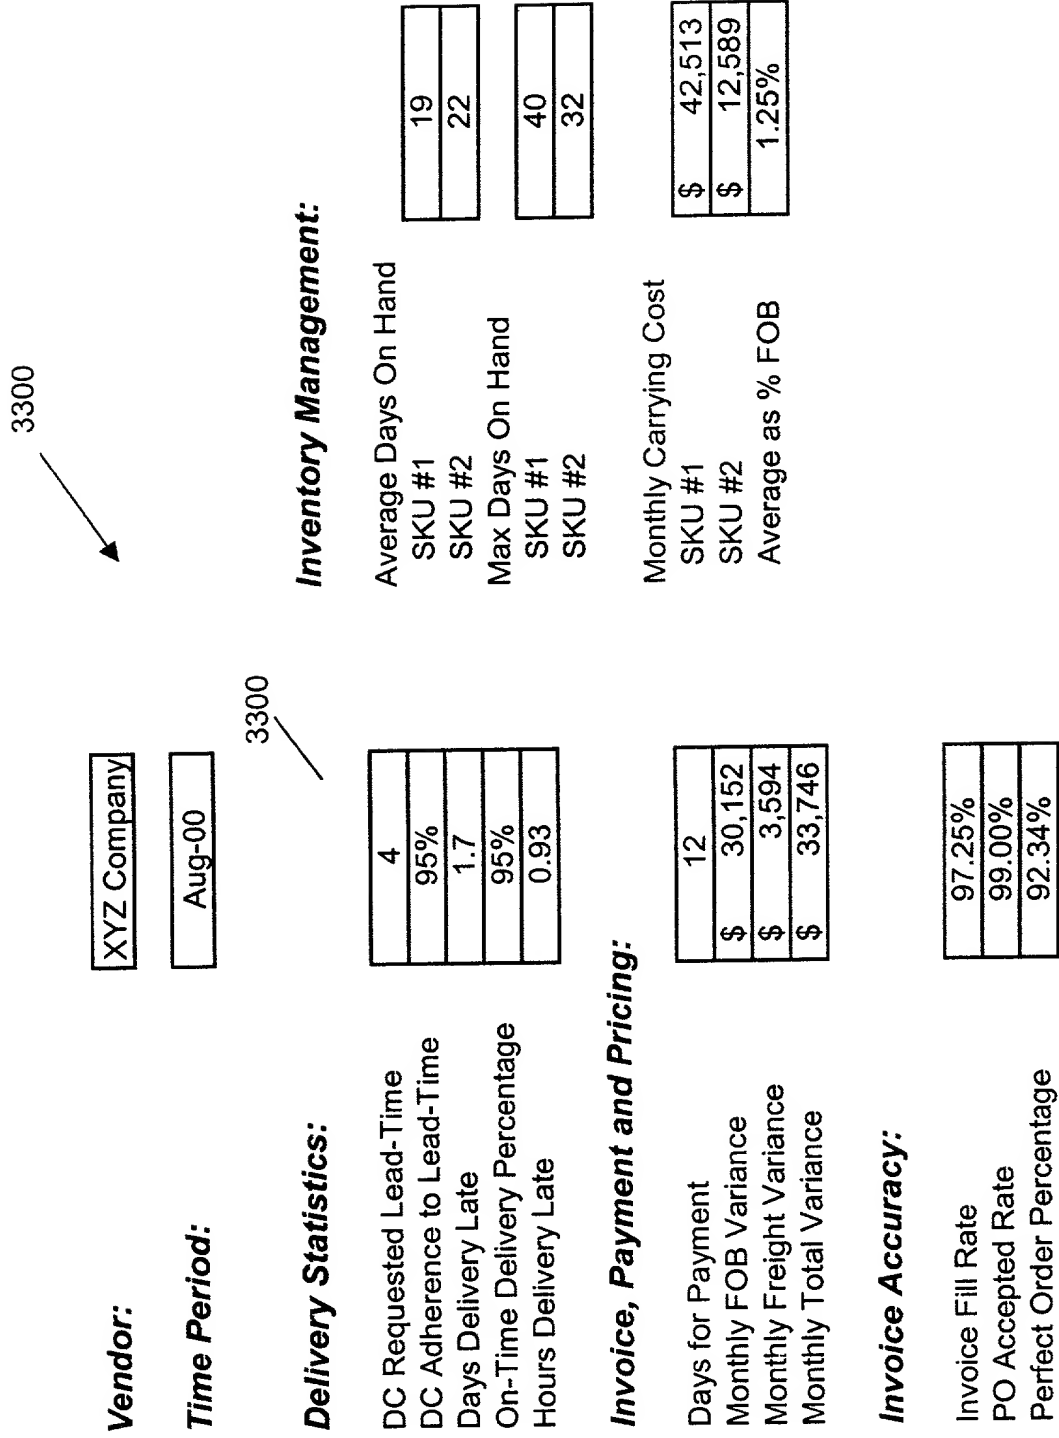 3300
Vendor: XYZ Company
Time Period: Aug-00
3300
Delivery Statistics:
DC Requested Lead-Time 4
DC Adherence to Lead-Time 95%
Days Delivery Late 1.7
On-Time Delivery Percentage 95%
Hours Delivery Late 0.93
Invoice, Payment and Pricing:
Days for Payment 12
Monthly FOB Variance $ 30,152
Monthly Freight Variance $ 3,594
Monthly Total Variance $ 33,746
Invoice Accuracy:
Invoice Fill Rate 97.25%
PO Accepted Rate 99.00%
Perfect Order Percentage 92.34%
Inventory Management:
Average Days On Hand
SKU #1 19
SKU #2 22
Max Days On Hand
SKU #1 40
SKU #2 32
Monthly Carrying Cost
SKU #1 $ 42,513
SKU #2 $ 12,589
Average as % FOB 1.25%